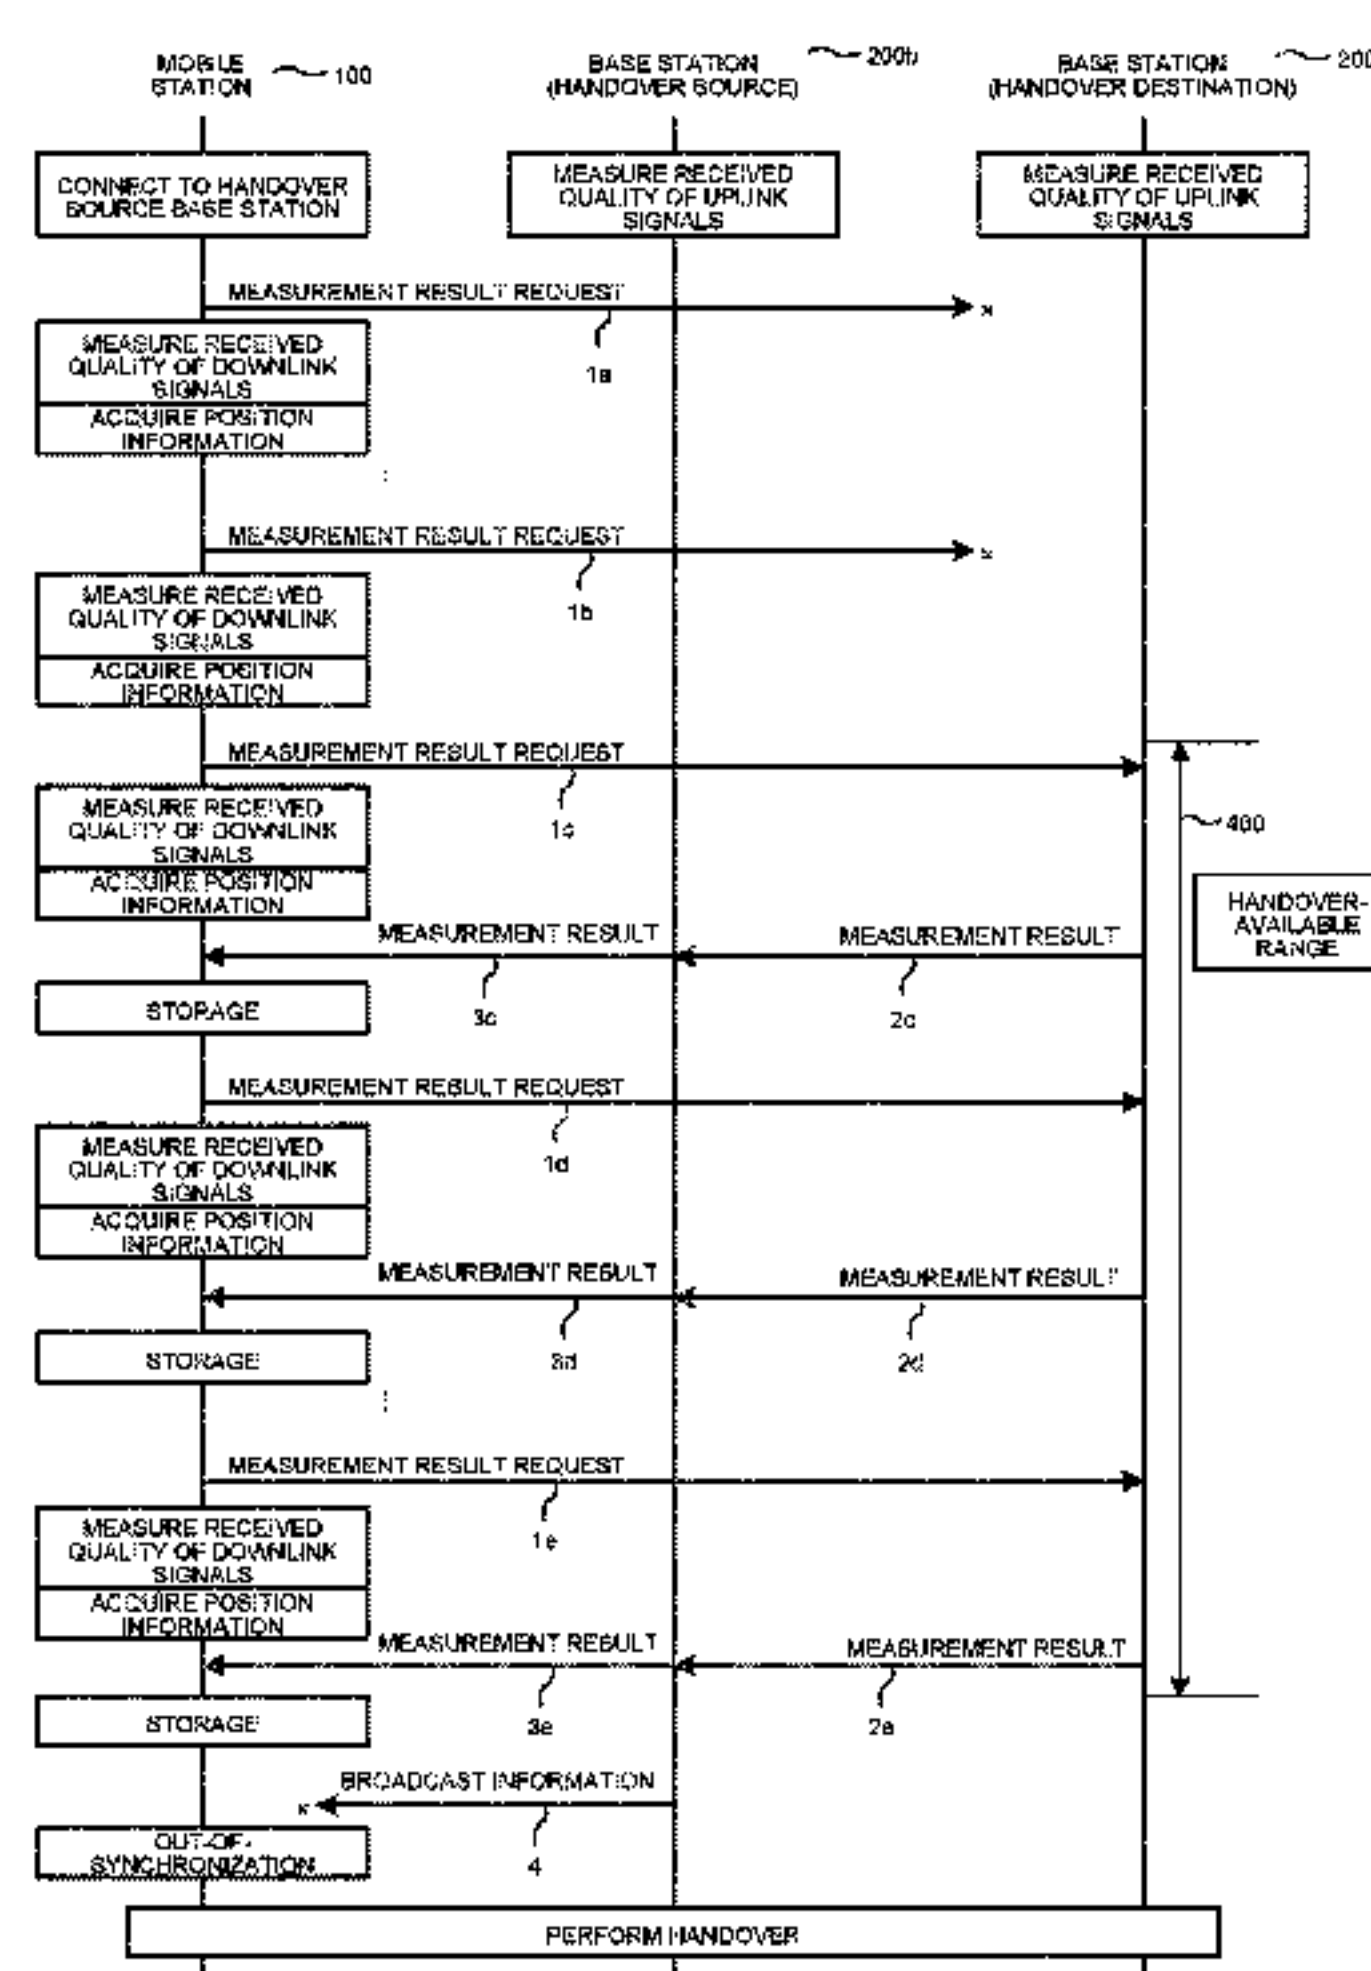 MOBILE
STATION
100
BASE STATION
(HANDOVER SOURCE)
200b
BASE STATION
(HANDOVER DESTINATION)
200
CONNECT TO HANDOVER
SOURCE BASE STATION
MEASURE RECEIVED
QUALITY OF UPLINK
SIGNALS
MEASURE RECEIVED
QUALITY OF UPLINK
SIGNALS
MEASUREMENT RESULT REQUEST
x
1a
MEASURE RECEIVED
QUALITY OF DOWNLINK
SIGNALS
ACQUIRE POSITION
INFORMATION
MEASUREMENT RESULT REQUEST
x
1b
MEASURE RECEIVED
QUALITY OF DOWNLINK
SIGNALS
ACQUIRE POSITION
INFORMATION
MEASUREMENT RESULT REQUEST
1c
MEASURE RECEIVED
QUALITY OF DOWNLINK
SIGNALS
ACQUIRE POSITION
INFORMATION
400
HANDOVER-
AVAILABLE
RANGE
MEASUREMENT RESULT
MEASUREMENT RESULT
3c
2c
STORAGE
MEASUREMENT RESULT REQUEST
1d
MEASURE RECEIVED
QUALITY OF DOWNLINK
SIGNALS
ACQUIRE POSITION
INFORMATION
MEASUREMENT RESULT
MEASUREMENT RESULT
3d
2d
STORAGE
MEASUREMENT RESULT REQUEST
1e
MEASURE RECEIVED
QUALITY OF DOWNLINK
SIGNALS
ACQUIRE POSITION
INFORMATION
MEASUREMENT RESULT
MEASUREMENT RESULT
3e
2e
STORAGE
BROADCAST INFORMATION
x
4
OUT-OF-
SYNCHRONIZATION
PERFORM HANDOVER